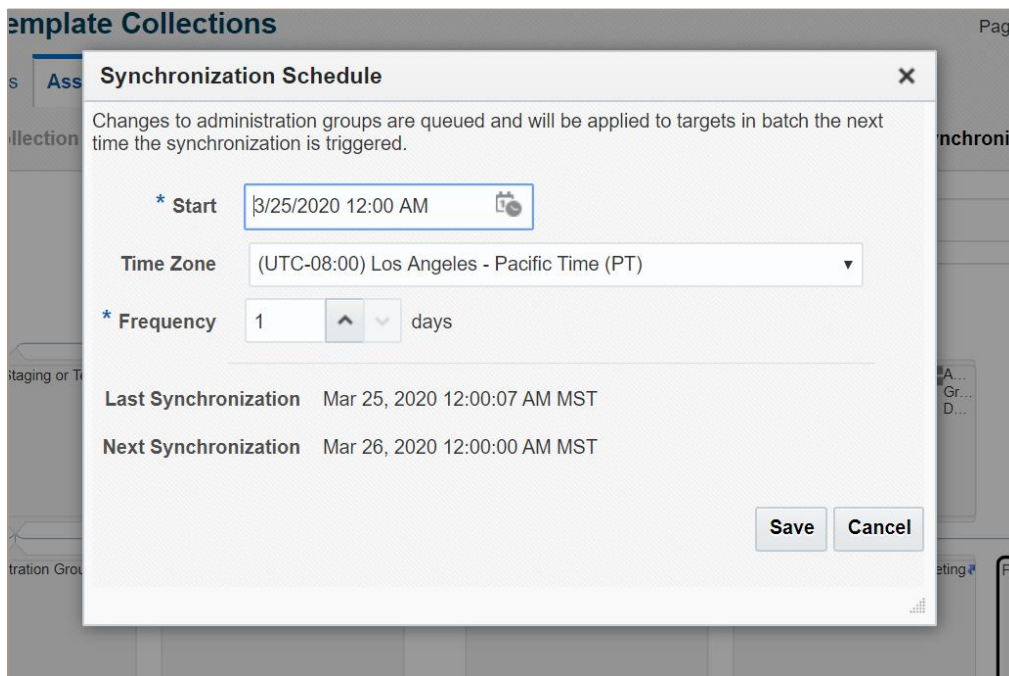 emplate Collections
Pag
s
Ass
Synchronization Schedule
Changes to administration groups are queued and will be applied to targets in batch the next
time the synchronization is triggered.
ollection
nchroni
* Start
3/25/2020 12:00 AM
Time Zone
(UTC-08:00) Los Angeles - Pacific Time (PT)
* Frequency
1
days
Staging or Te
A...
Gr...
D...
Last Synchronization Mar 25, 2020 12:00:07 AM MST
Next Synchronization Mar 26, 2020 12:00:00 AM MST
Save
Cancel
tration Grou
eting
F